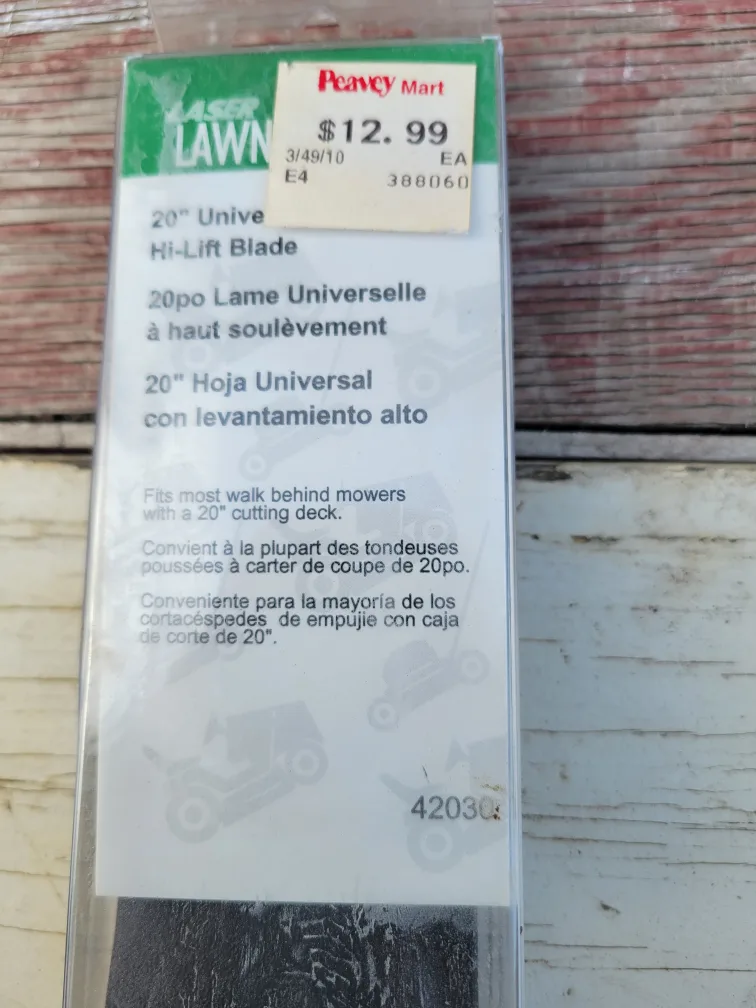 LASER
LAWN
Peavey Mart
$12.99
3/49/10 EA
E4 388060
20" Unive
Hi-Lift Blade
20po Lame Universelle
à haut soulèvement
20" Hoja Universal
con levantamiento alto
Fits most walk behind mowers
with a 20" cutting deck.
Convient à la plupart des tondeuses
poussées à carter de coupe de 20po.
Conveniente para la mayoría de los
cortacéspedes de empujie con caja
de corte de 20".
42030